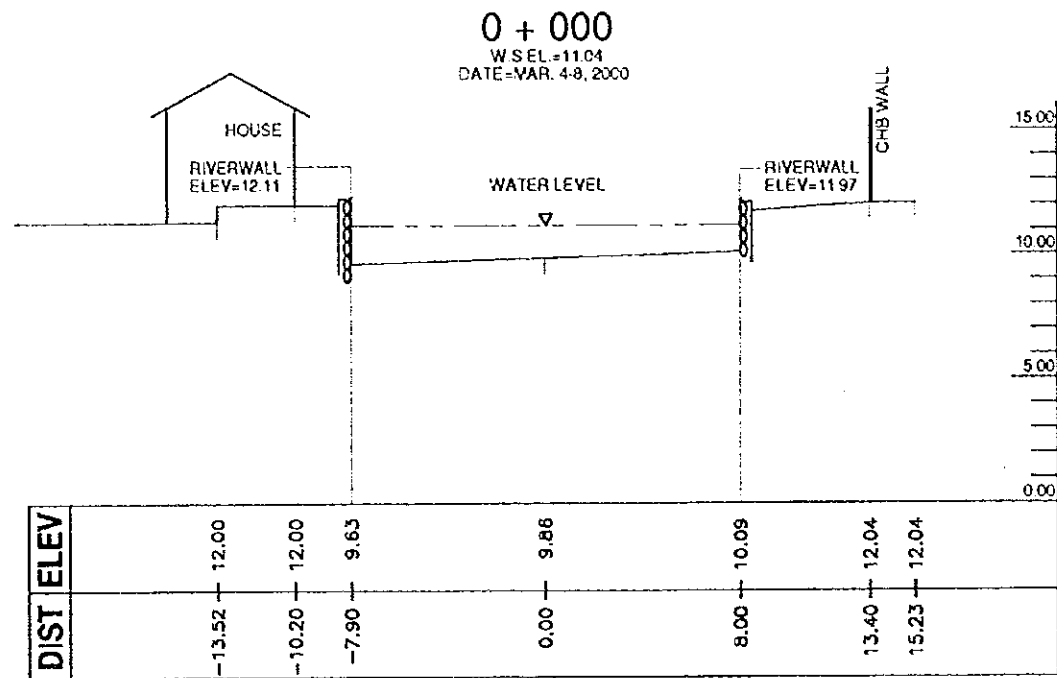 0 + 000
W.S EL.=11.04
DATE=MAR. 4-8, 2000
HOUSE
RIVERWALL
ELEV=12.11
WATER LEVEL
RIVERWALL
ELEV=11.97
CHB WALL
15.00
10.00
5.00
0.00
ELEV
12.00
12.00
9.63
9.86
10.09
12.04
12.04
DIST
-13.52
-10.20
-7.90
0.00
8.00
13.40
15.23